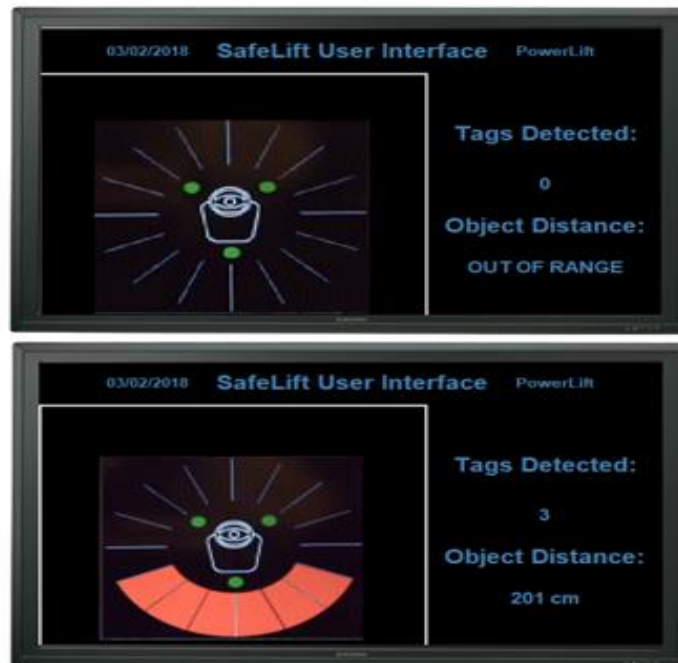 03/02/2018 SafeLift User Interface PowerLift
Tags Detected:
0
Object Distance:
OUT OF RANGE
03/02/2018 SafeLift User Interface PowerLift
Tags Detected:
3
Object Distance:
201 cm